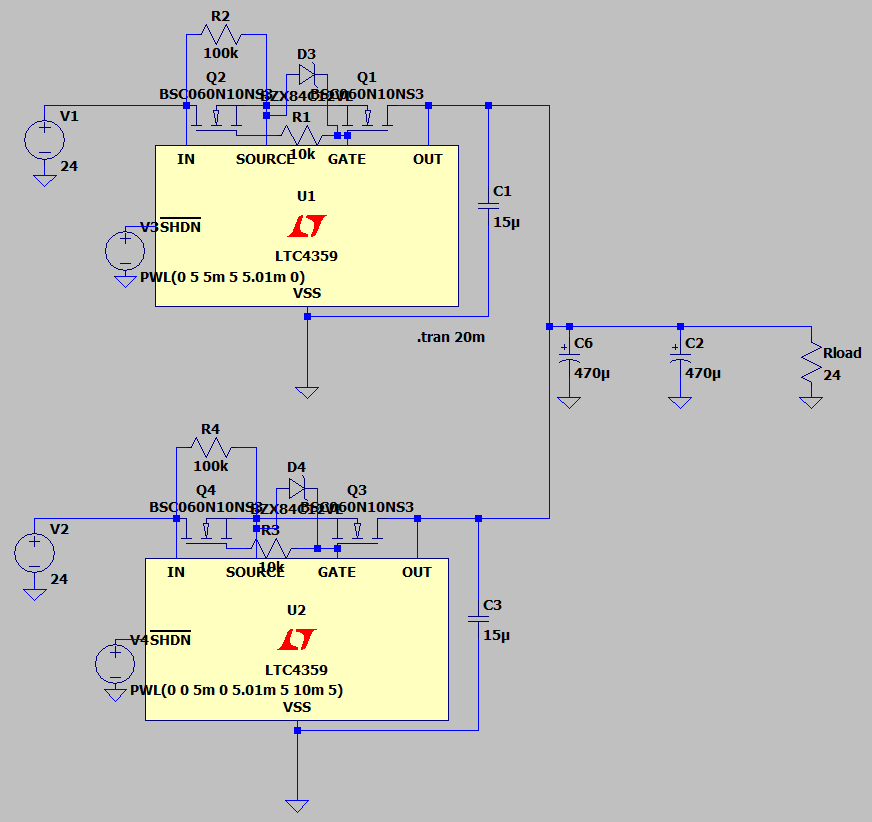 R2
100k
D3
Q2
Q1
BSC060N10NS3
BZX84C12VL
BSC060N10NS3
V1
24
R1
10k
IN
SOURCE
GATE
OUT
U1
C1
15µ
V3
SHDN
LTC4359
PWL(0 5 5m 5 5.01m 0)
VSS
.tran 20m
C6
470µ
C2
470µ
Rload
24
R4
100k
D4
Q4
Q3
BSC060N10NS3
BZX84C12VL
BSC060N10NS3
V2
24
R3
10k
IN
SOURCE
GATE
OUT
U2
C3
15µ
V4
SHDN
LTC4359
PWL(0 0 5m 0 5.01m 5 10m 5)
VSS